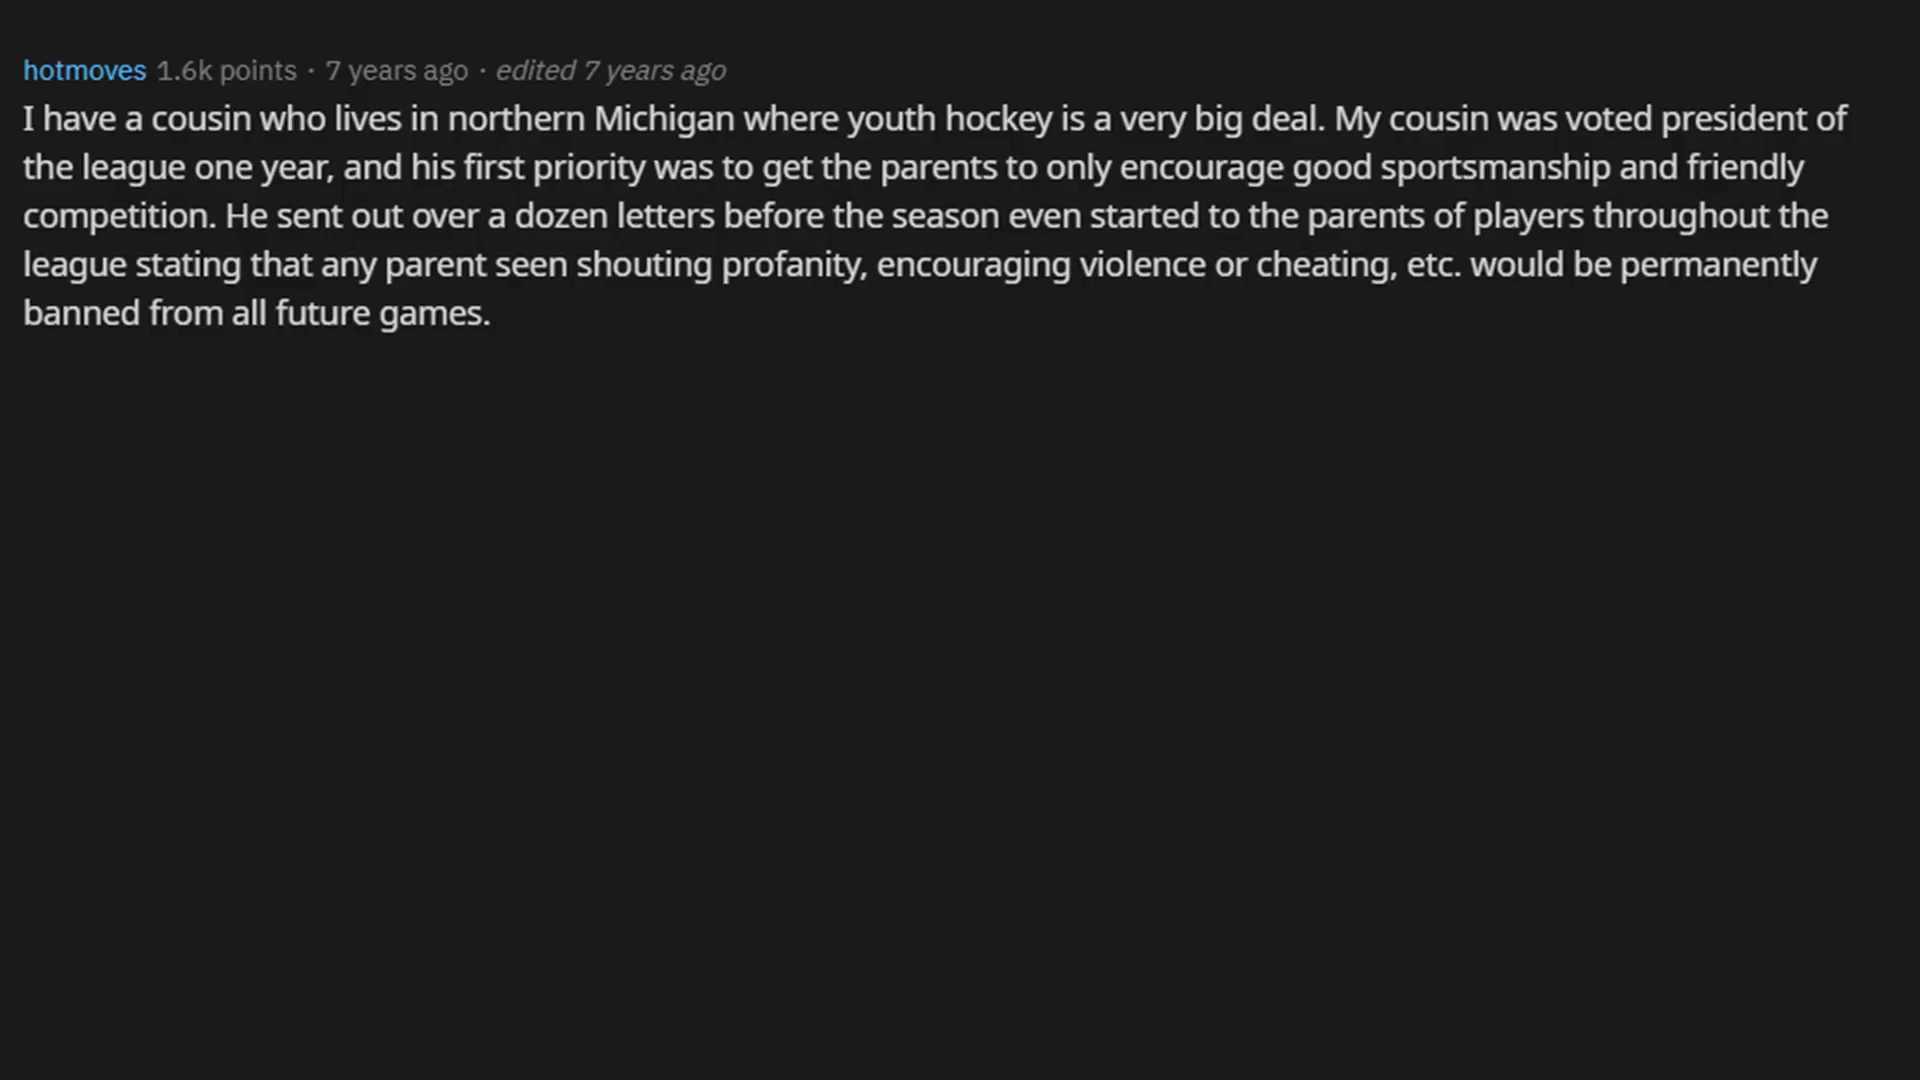 hotmoves 1.6k points · 7 years ago · edited 7 years ago
I have a cousin who lives in northern Michigan where youth hockey is a very big deal. My cousin was voted president of
the league one year, and his first priority was to get the parents to only encourage good sportsmanship and friendly
competition. He sent out over a dozen letters before the season even started to the parents of players throughout the
league stating that any parent seen shouting profanity, encouraging violence or cheating, etc. would be permanently
banned from all future games.